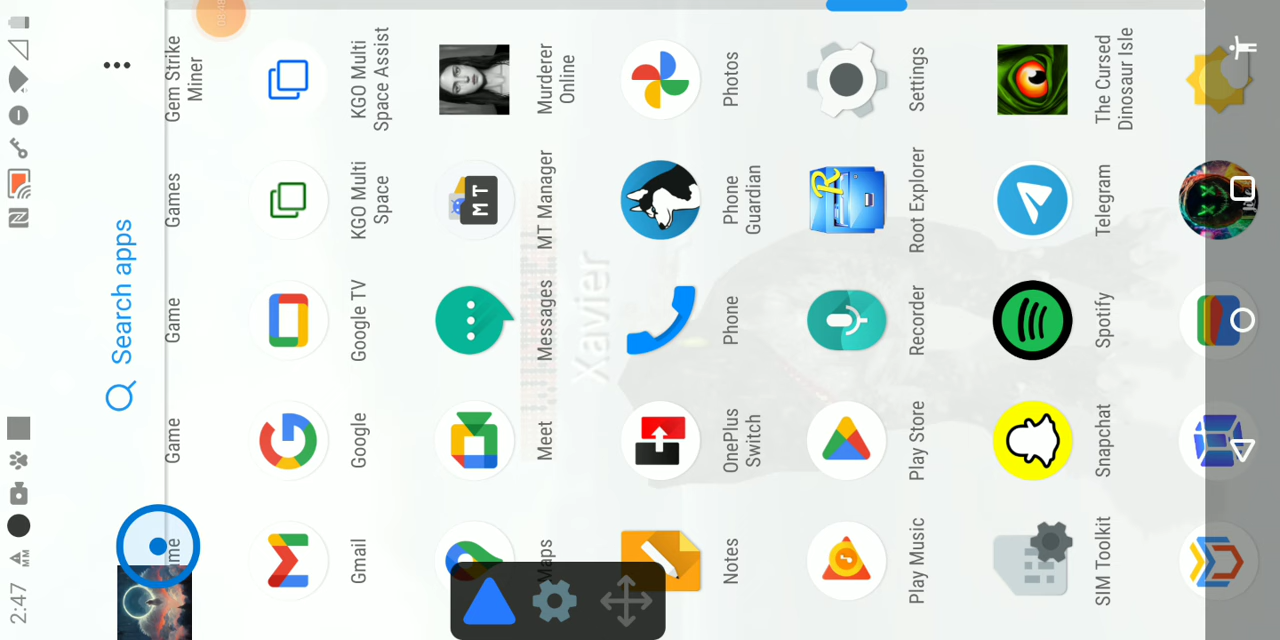 2:47
Search apps
Game
Game
Games
Gem Strike
Miner
Gmail
Google
Google TV
KGO Multi
Space
KGO Multi
Space Assist
Maps
Meet
Messages
MT Manager
MT
Murderer
Online
Notes
OnePlus
Switch
Phone
Phone
Guardian
Photos
Play Music
Play Store
Recorder
Root Explorer
R
Settings
SIM Toolkit
Snapchat
Spotify
Telegram
The Cursed
Dinosaur Isle
Xavier